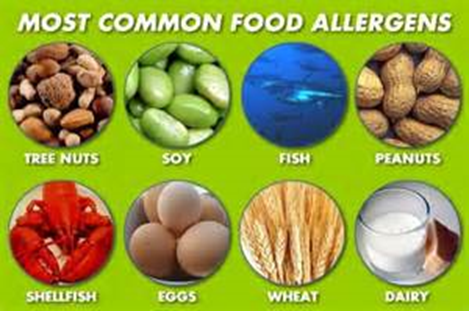 MOST COMMON FOOD ALLERGENS
TREE NUTS
SOY
FISH
PEANUTS
SHELLFISH
EGGS
WHEAT
DAIRY